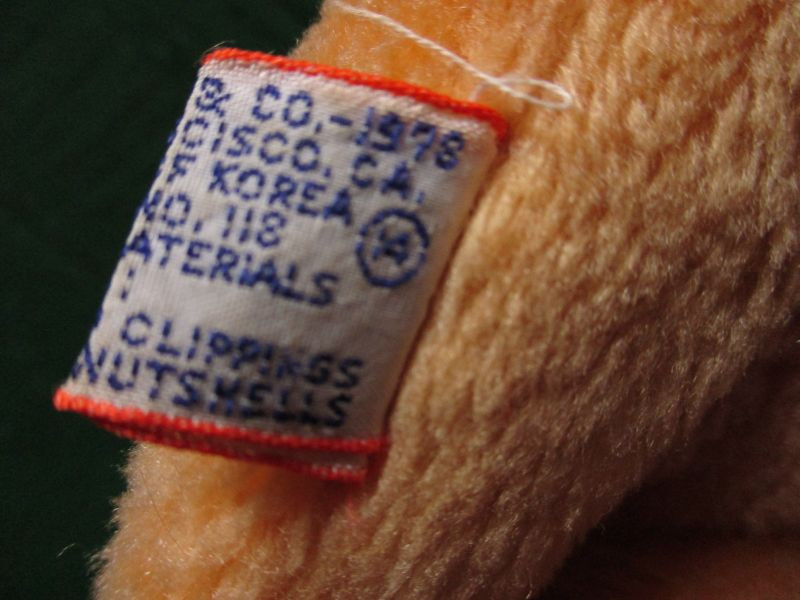 & CO.-1978
CISCO, CA.
F KOREA
NO. 118 A
ATERIALS
:
CLIPPINGS
NUTSHELLS